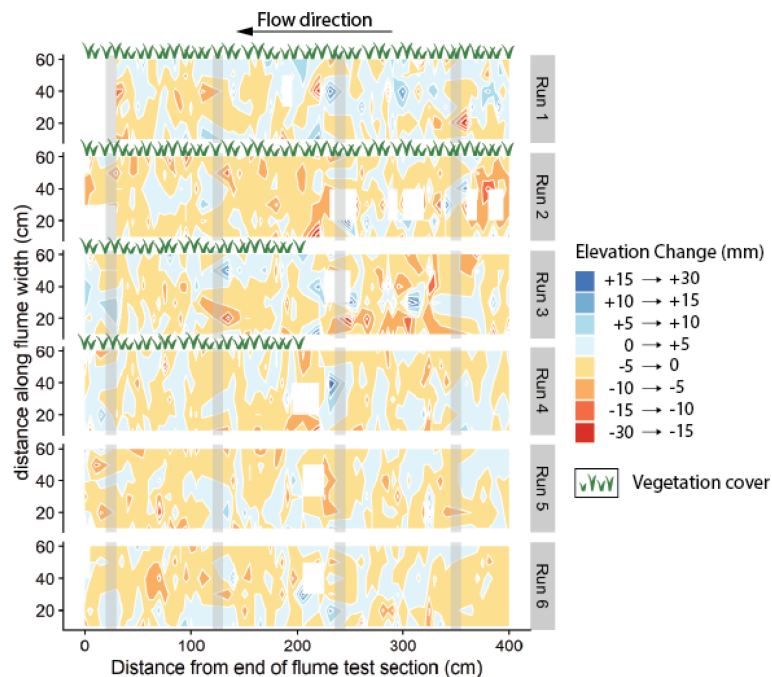 Flow direction
distance along flume width (cm)
60
40
20
Run 1
60
40
20
Run 2
60
40
20
Run 3
60
40
20
Run 4
60
40
20
Run 5
60
40
20
Run 6
0 100 200 300 400
Distance from end of flume test section (cm)
Elevation Change (mm)
+15 → +30
+10 → +15
+5 → +10
0 → +5
-5 → 0
-10 → -5
-15 → -10
-30 → -15
Vegetation cover